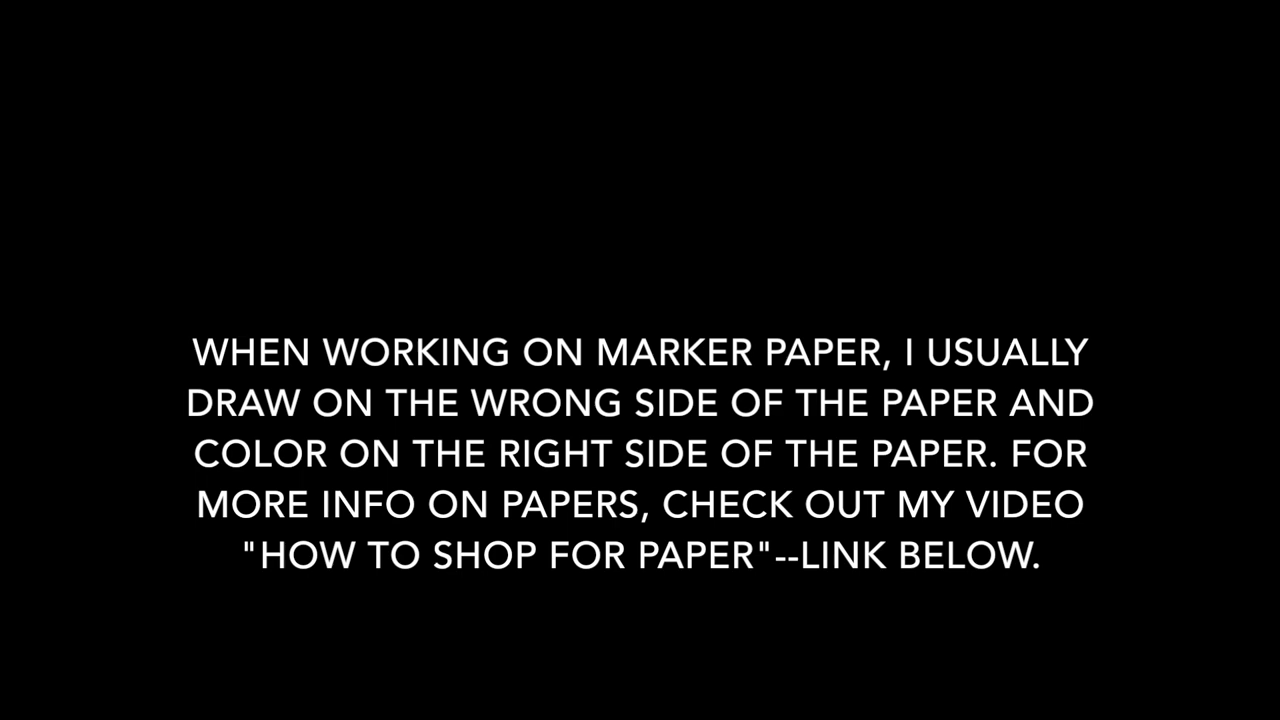 WHEN WORKING ON MARKER PAPER, I USUALLY
DRAW ON THE WRONG SIDE OF THE PAPER AND
COLOR ON THE RIGHT SIDE OF THE PAPER. FOR
MORE INFO ON PAPERS, CHECK OUT MY VIDEO
"HOW TO SHOP FOR PAPER"--LINK BELOW.